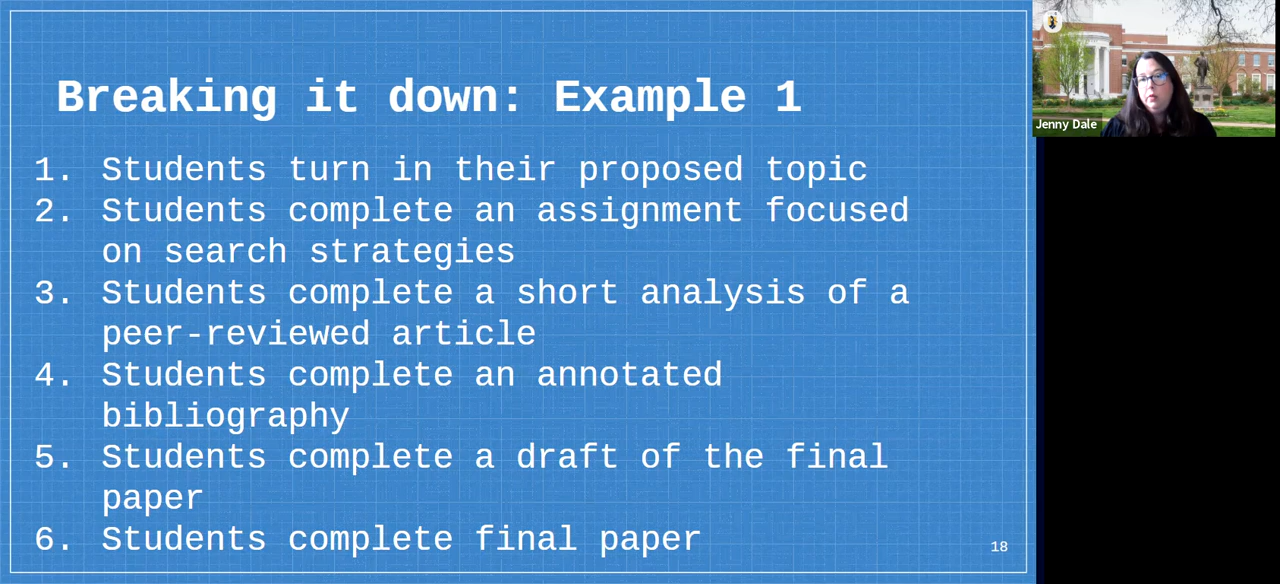 Breaking it down: Example 1
1. Students turn in their proposed topic
2. Students complete an assignment focused
on search strategies
3. Students complete a short analysis of a
peer-reviewed article
4. Students complete an annotated
bibliography
5. Students complete a draft of the final
paper
6. Students complete final paper
18
Jenny Dale